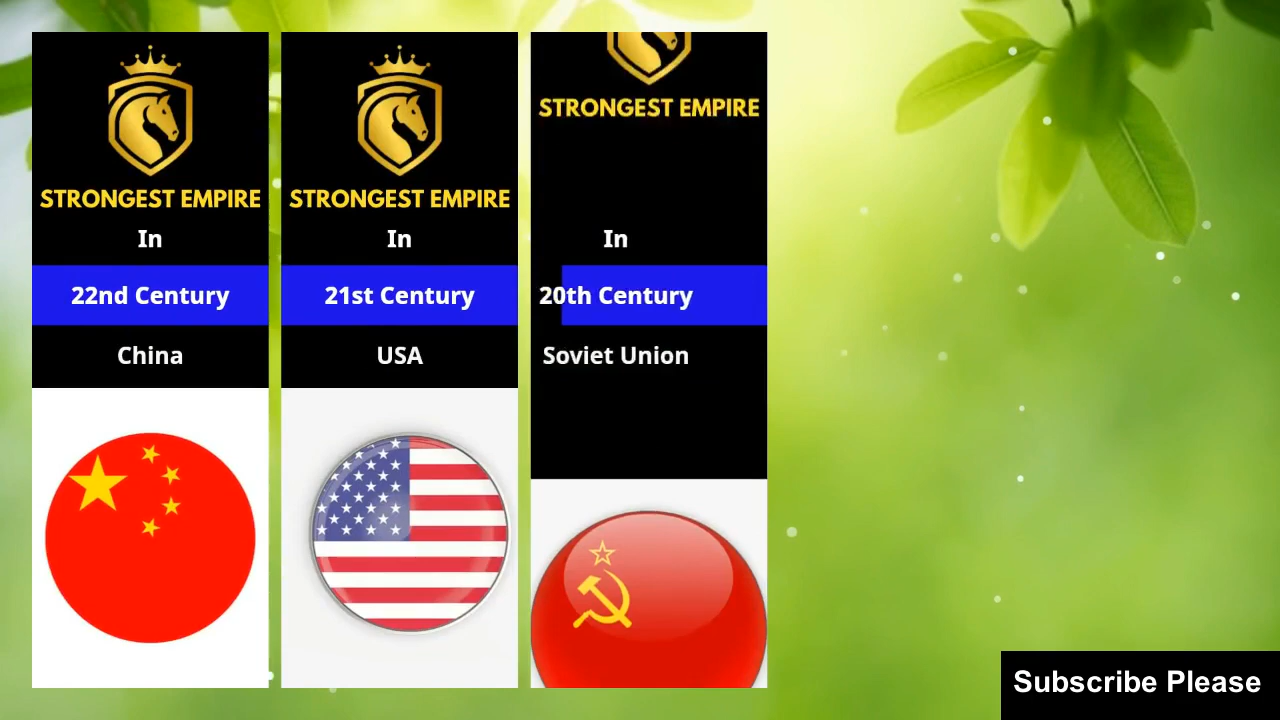 STRONGEST EMPIRE
In
22nd Century
China
STRONGEST EMPIRE
In
21st Century
USA
STRONGEST EMPIRE
In
20th Century
Soviet Union
Subscribe Please